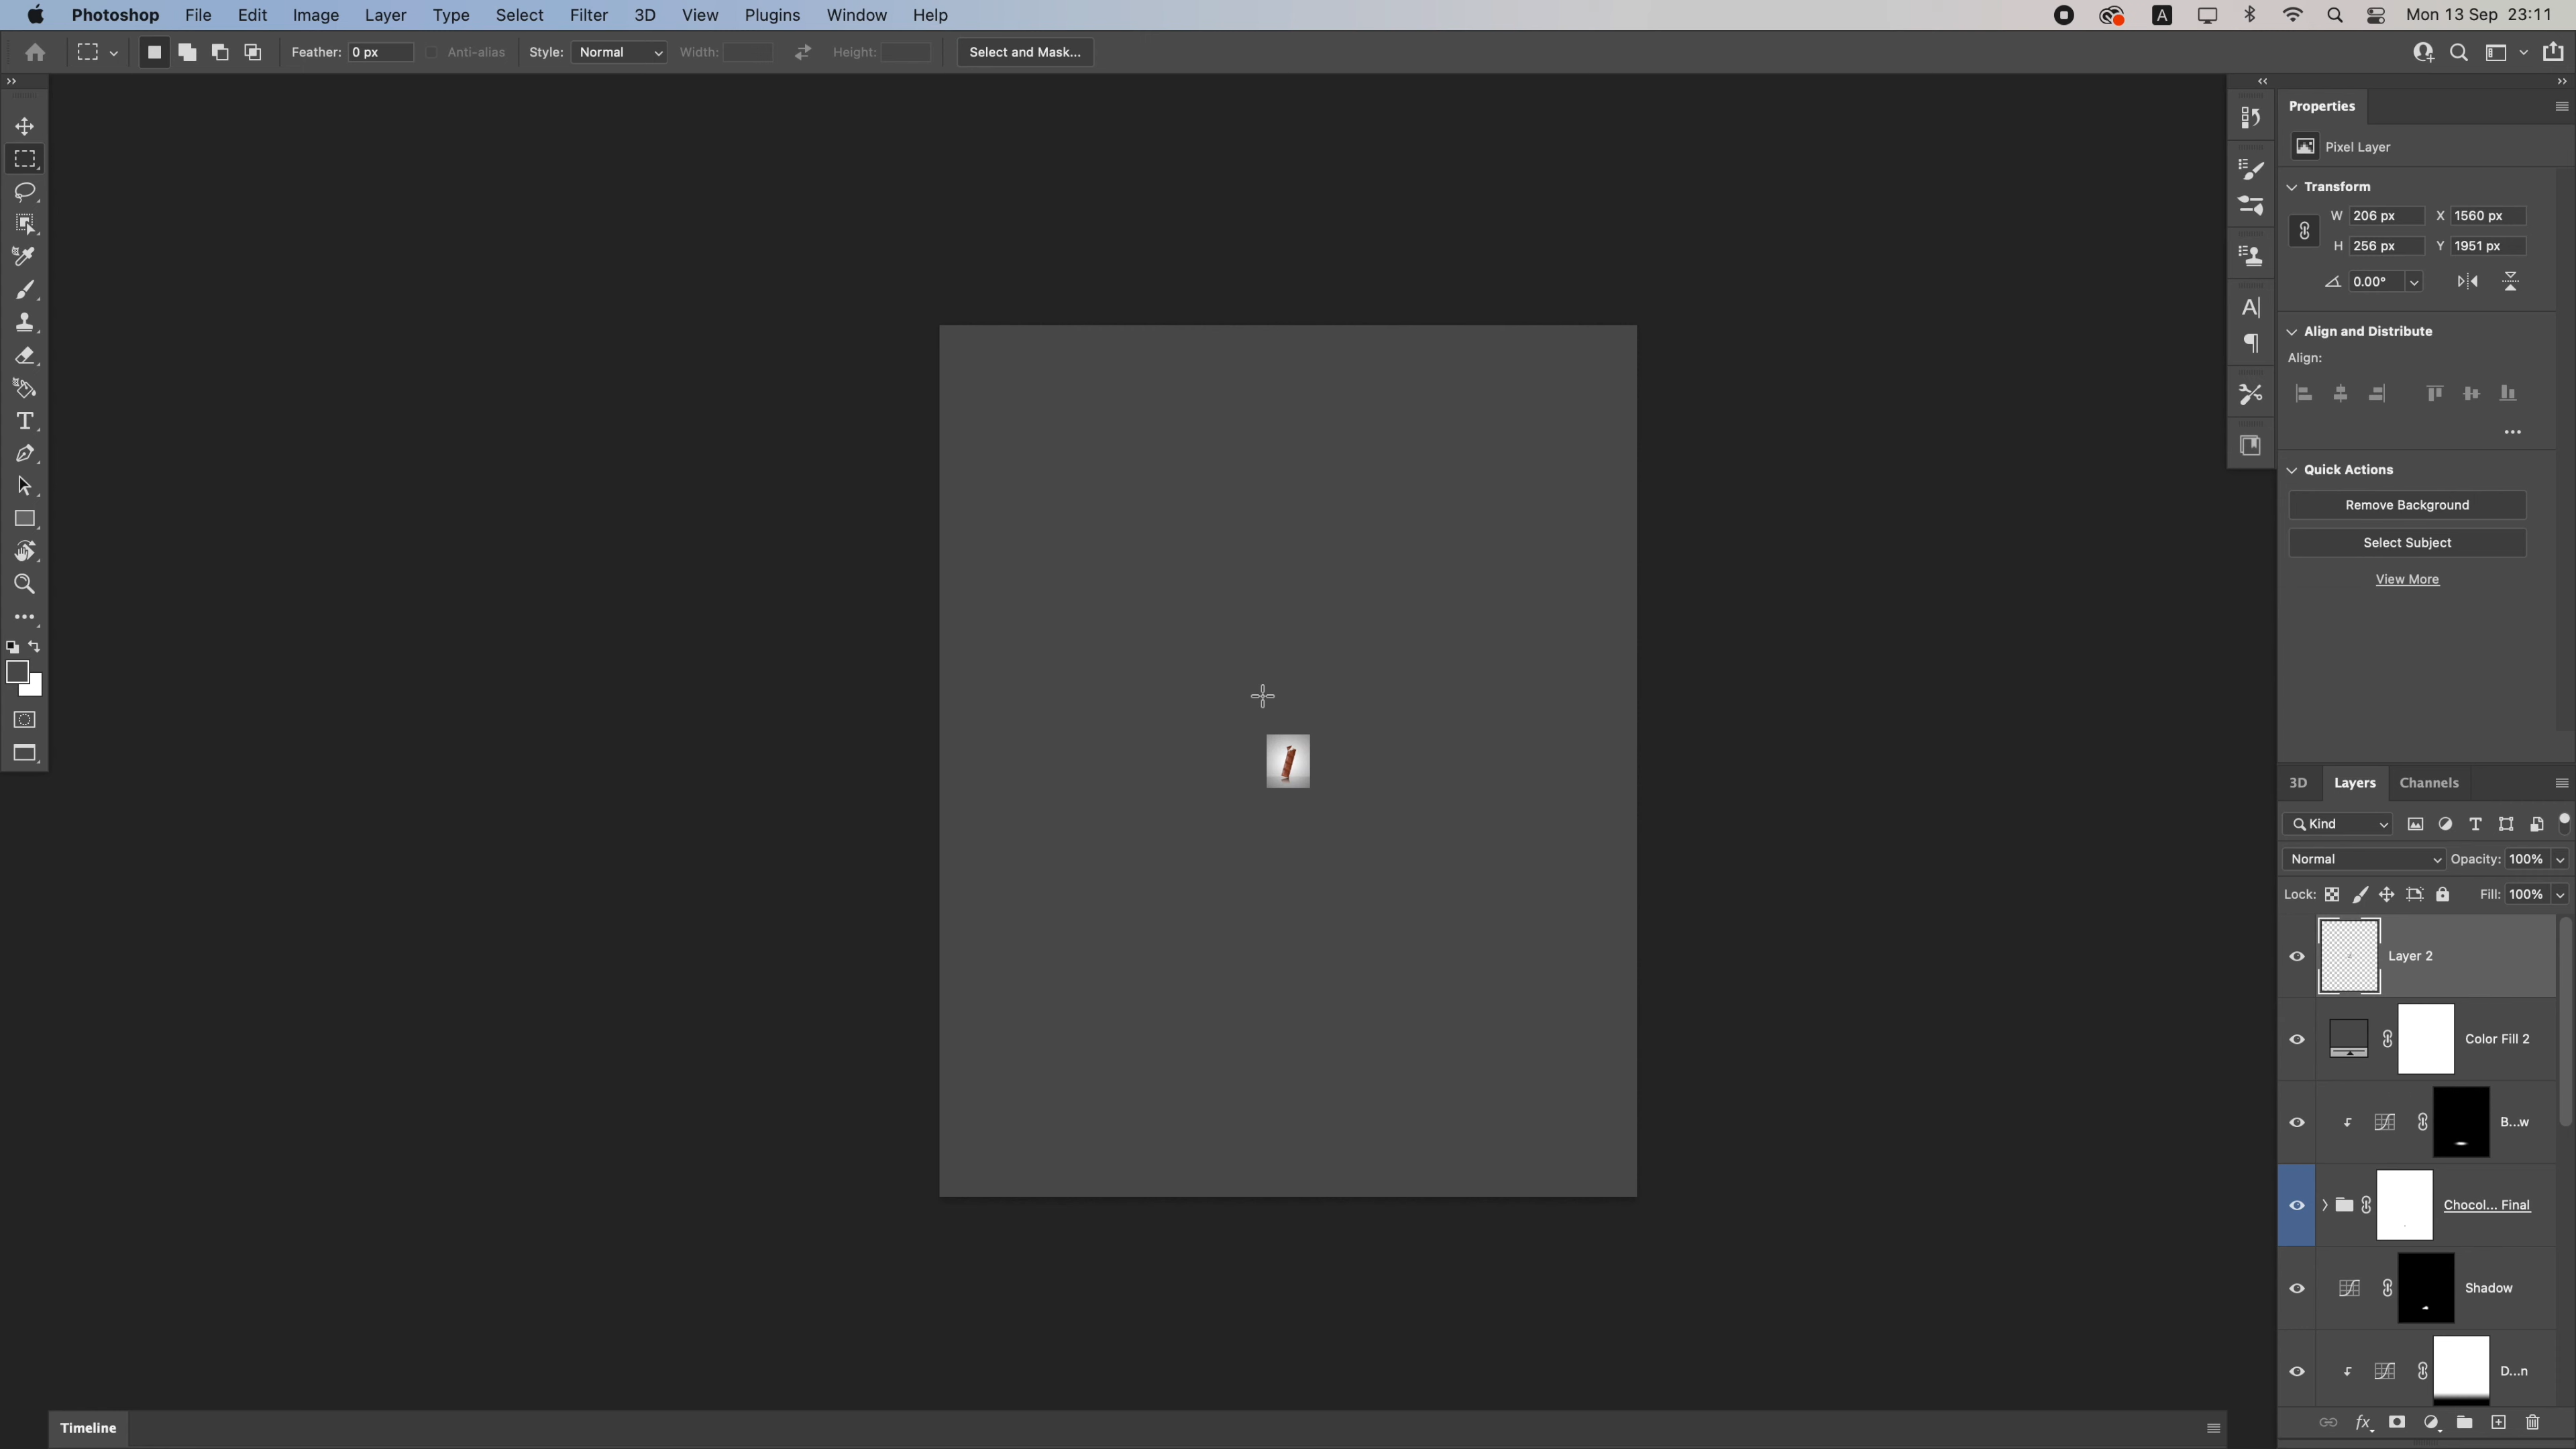 Photoshop File Edit Image Layer Type Select Filter 3D View Plugins Window Help A Mon 13 Sep 23:11
Feather: 0 px Anti-alias Style: Normal Width: Height: Select and Mask...
Properties
Pixel Layer
Transform
W 206 px X 1560 px
H 256 px Y 1951 px
0.00°
Align and Distribute
Align:
Quick Actions
Remove Background
Select Subject
View More
3D Layers Channels
Kind
Normal Opacity: 100%
Lock: Fill: 100%
Layer 2
Color Fill 2
B...w
Chocol... Final
Shadow
D...n
fx
Timeline